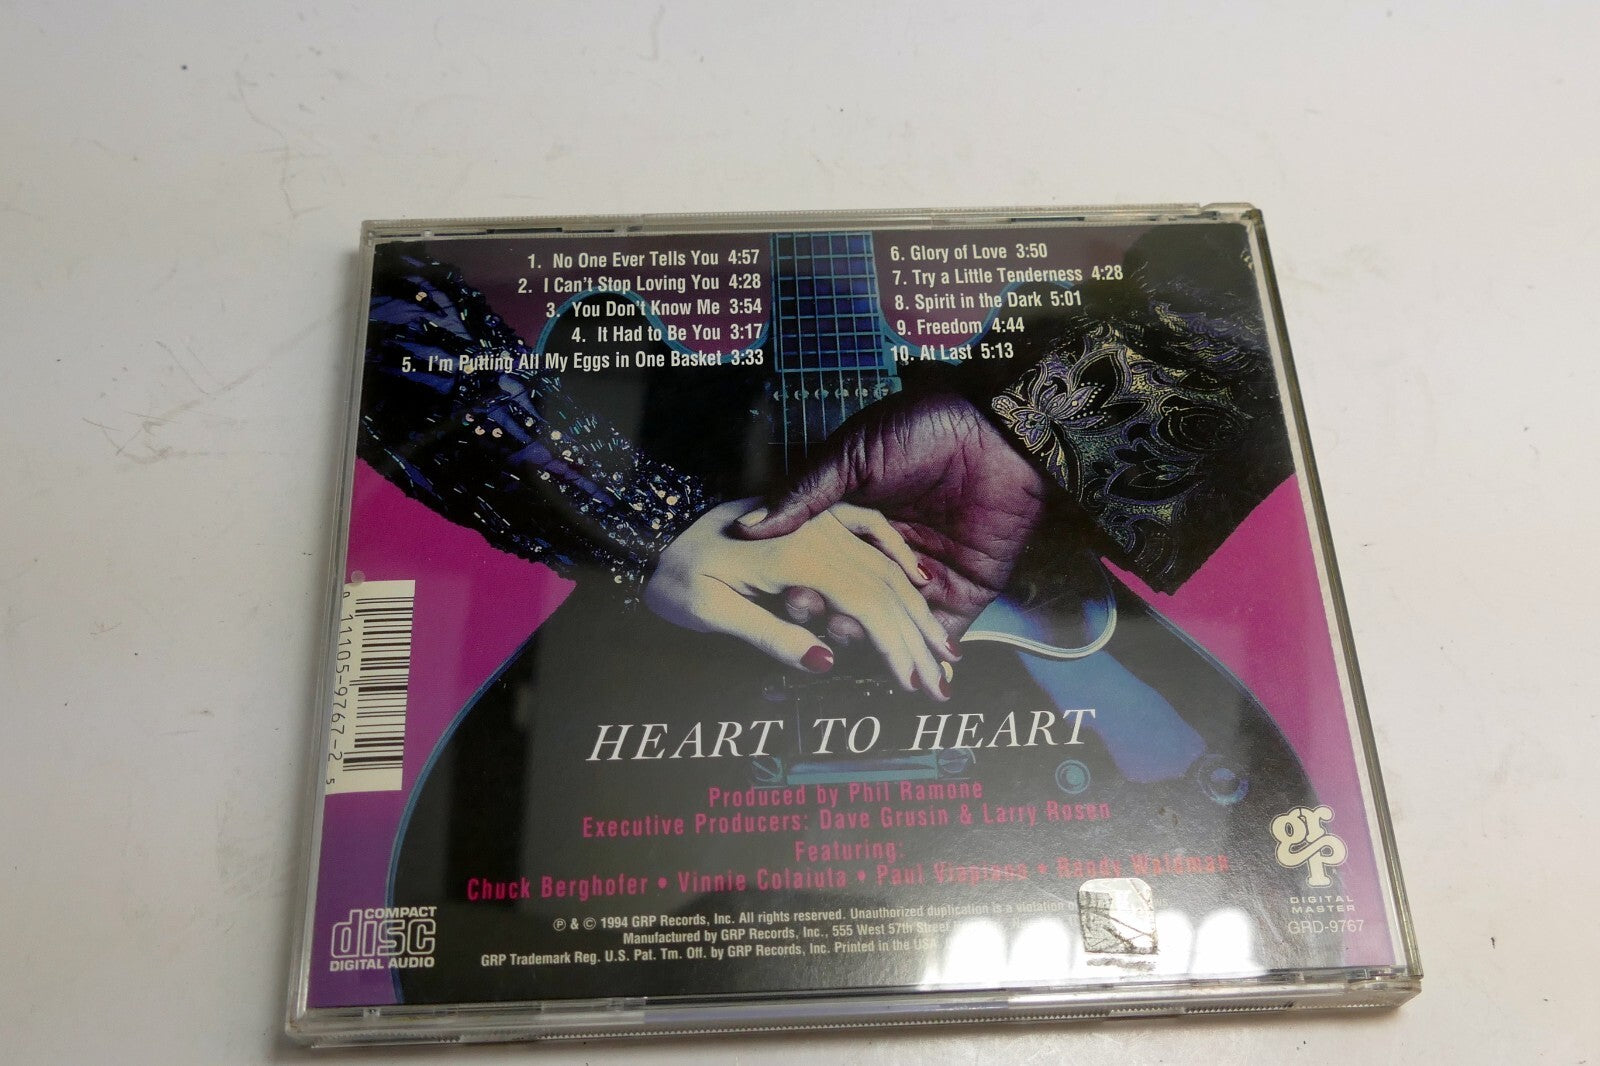 1. No One Ever Tells You 4:57
2. I Can't Stop Loving You 4:28
3. You Don't Know Me 3:54
4. It Had to Be You 3:17
5. I'm Putting All My Eggs in One Basket 3:33
6. Glory of Love 3:50
7. Try a Little Tenderness 4:28
8. Spirit in the Dark 5:01
9. Freedom 4:44
10. At Last 5:13
0 11105-9767-2 5
HEART TO HEART
Produced by Phil Ramone
Executive Producers: Dave Grusin & Larry Rosen
Featuring:
Chuck Berghofer • Vinnie Colaiuta • Paul Viapiano • Randy Waldman
℗ & © 1994 GRP Records, Inc. All rights reserved. Unauthorized duplication is a violation
Manufactured by GRP Records, Inc., 555 West 57th Street
GRP Trademark Reg. U.S. Pat. Tm. Off. by GRP Records, Inc. Printed in the USA
COMPACT
disc
DIGITAL AUDIO
grp
DIGITAL
MASTER
GRD-9767